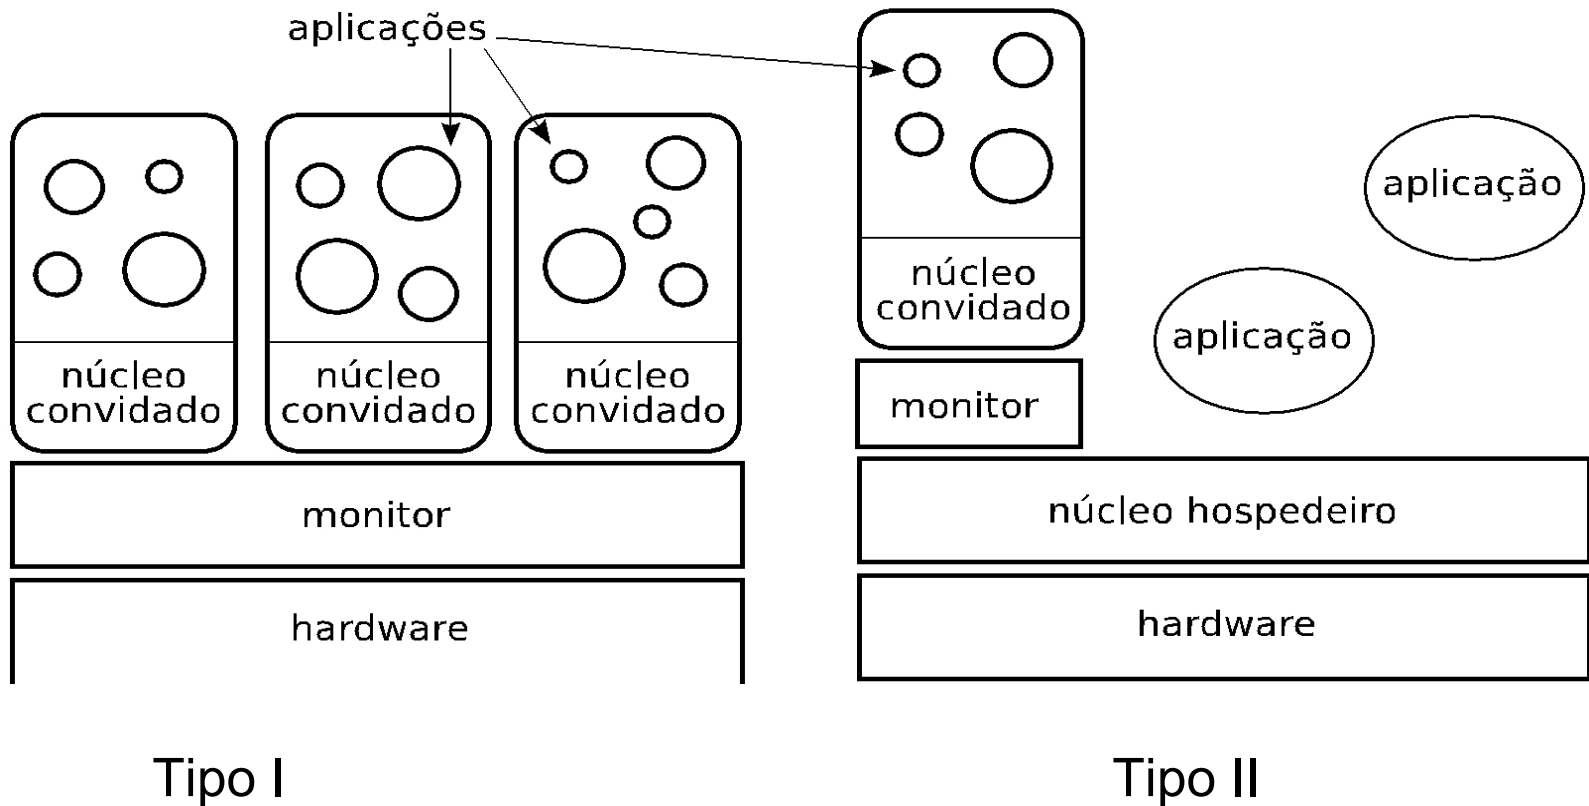 aplicações
núcleo
convidado
núcleo
convidado
núcleo
convidado
monitor
hardware
Tipo I
núcleo
convidado
monitor
aplicação
aplicação
núcleo hospedeiro
hardware
Tipo II